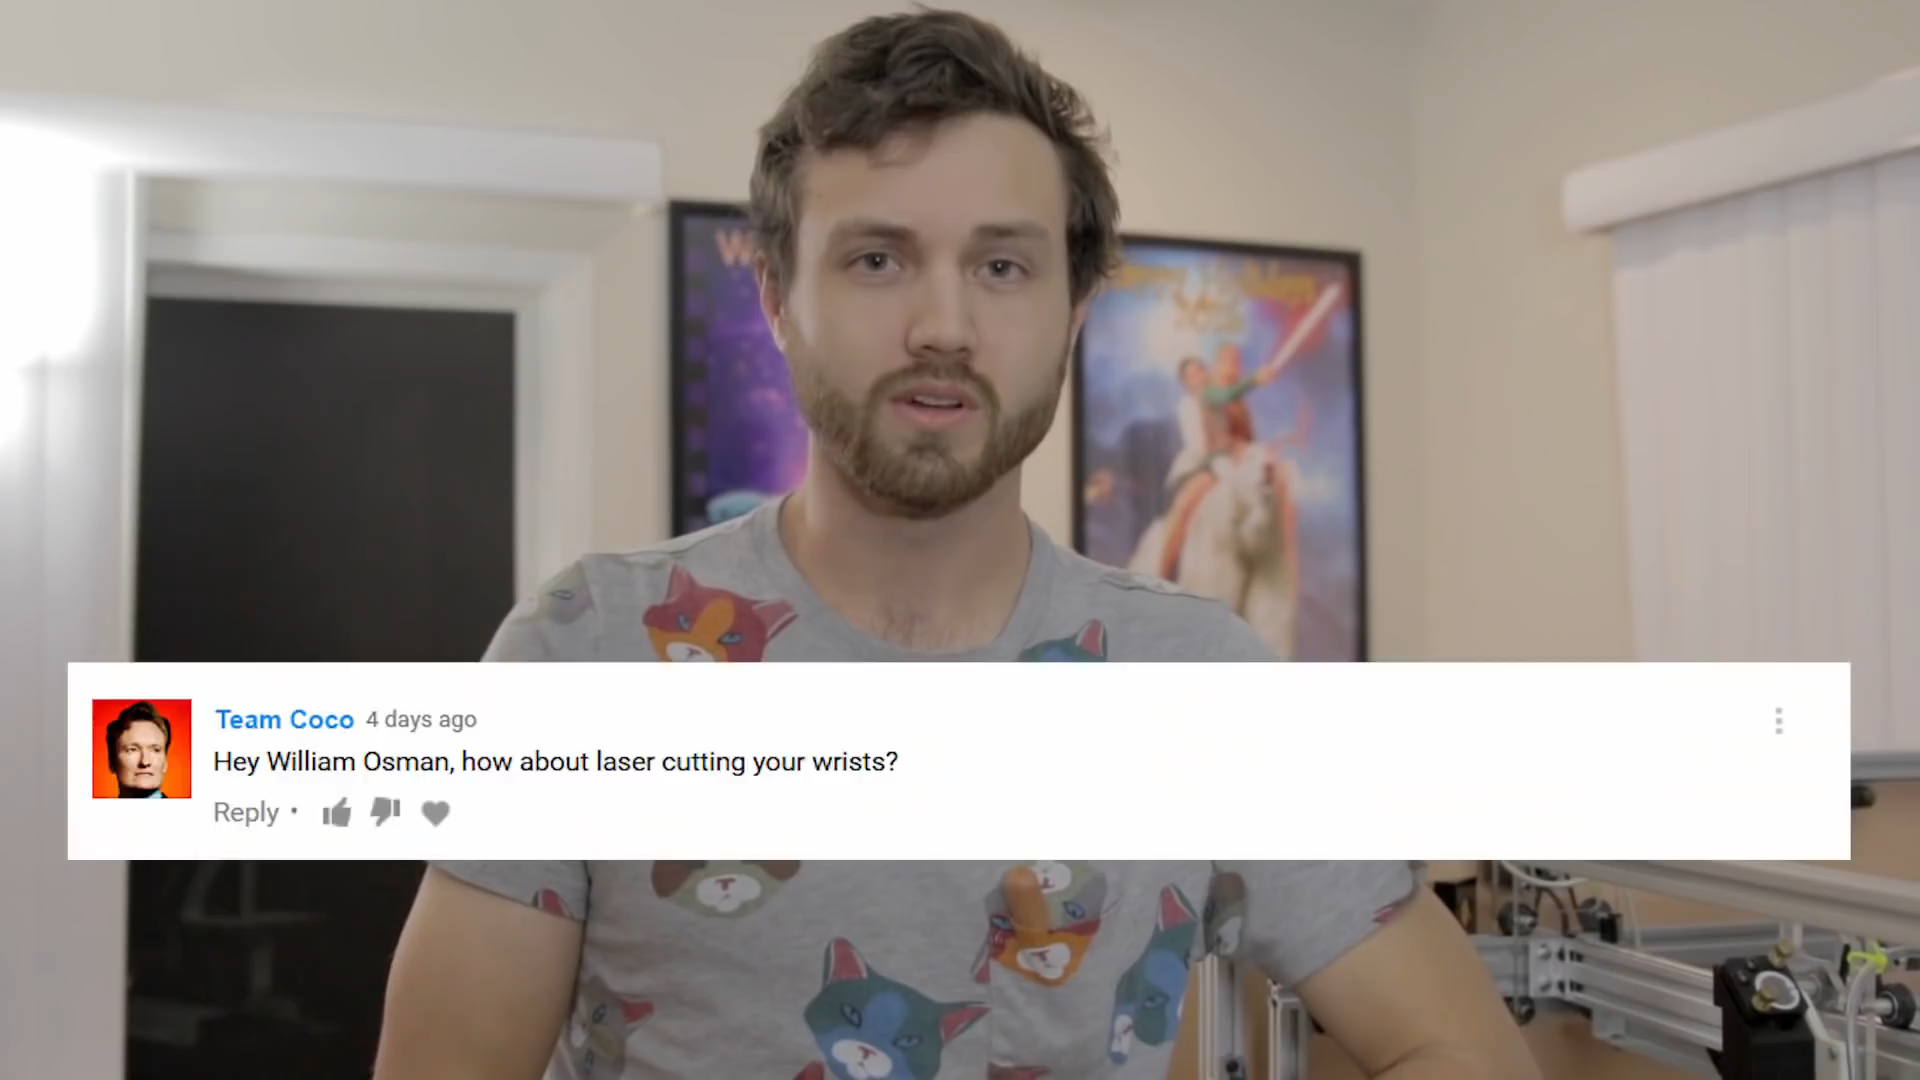 Team Coco 4 days ago
Hey William Osman, how about laser cutting your wrists?
Reply •